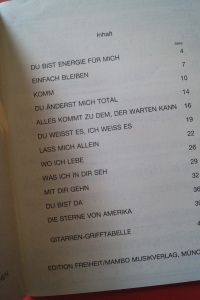 Inhalt
Seite
DU BIST ENERGIE FÜR MICH 4
EINFACH BLEIBEN 7
KOMM 10
DU ÄNDERST MICH TOTAL 14
ALLES KOMMT ZU DEM, DER WARTEN KANN 16
DU WEISST ES, ICH WEISS ES 19
LASS MICH ALLEIN 22
WO ICH LEBE 26
WAS ICH IN DIR SEH 29
MIT DIR GEHN 32
DU BIST DA
DIE STERNE VON AMERIKA
GITARREN-GRIFFTABELLE
EDITION FREIHEIT/MAMBO MUSIKVERLAG, MÜNC